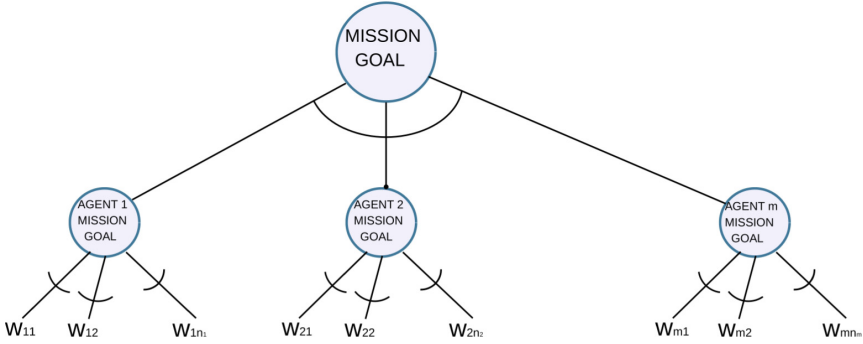 MISSION
GOAL
AGENT 1
MISSION
GOAL
AGENT 2
MISSION
GOAL
AGENT m
MISSION
GOAL
W11 W12 W1n1 W21 W22 W2n2 Wm1 Wm2 Wmnm